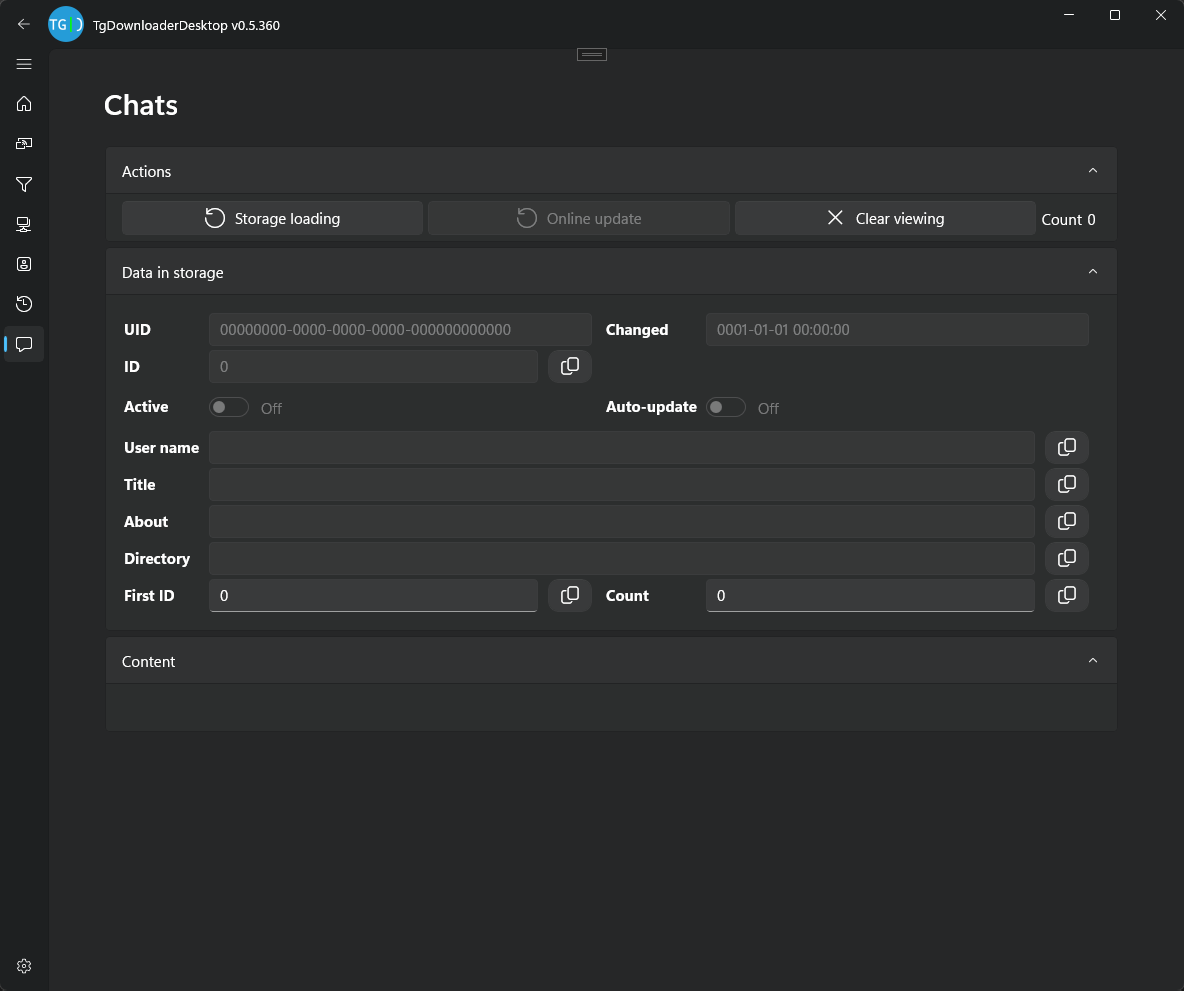 TG D TgDownloaderDesktop v0.5.360
Chats
Actions
Storage loading Online update Clear viewing Count 0
Data in storage
UID 00000000-0000-0000-0000-000000000000 Changed 0001-01-01 00:00:00
ID 0
Active Off Auto-update Off
User name
Title
About
Directory
First ID 0 Count 0
Content